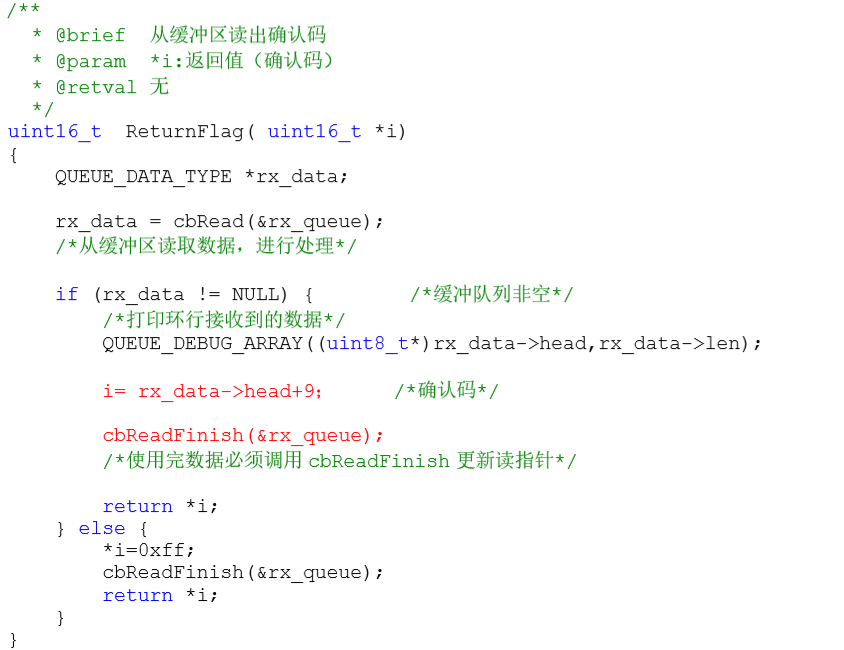 /**
  * @brief  从缓冲区读出确认码
  * @param  *i:返回值（确认码）
  * @retval 无
  */
uint16_t  ReturnFlag( uint16_t *i)
{
    QUEUE_DATA_TYPE *rx_data;
    rx_data = cbRead(&rx_queue);
    /*从缓冲区读取数据，进行处理*/
    if (rx_data != NULL) {        /*缓冲队列非空*/
        /*打印环行接收到的数据*/
        QUEUE_DEBUG_ARRAY((uint8_t*)rx_data->head,rx_data->len);
        i= rx_data->head+9;      /*确认码*/
        cbReadFinish(&rx_queue);
        /*使用完数据必须调用 cbReadFinish 更新读指针*/
        return *i;
    } else {
        *i=0xff;
        cbReadFinish(&rx_queue);
        return *i;
    }
}